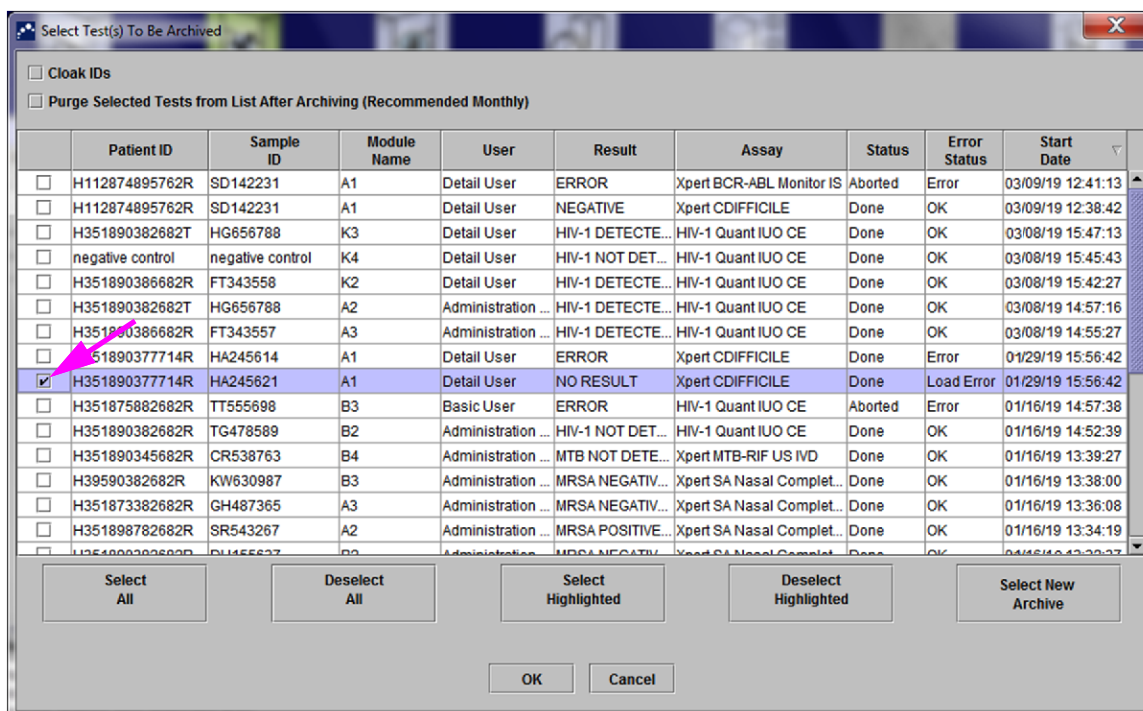 Select Test(s) To Be Archived
Cloak IDs
Purge Selected Tests from List After Archiving (Recommended Monthly)
Patient ID Sample ID Module Name User Result Assay Status Error Status Start Date
H112874895762R SD142231 A1 Detail User ERROR Xpert BCR-ABL Monitor IS Aborted Error 03/09/19 12:41:13
H112874895762R SD142231 A1 Detail User NEGATIVE Xpert CDIFFICILE Done OK 03/09/19 12:38:42
H351890382682T HG656788 K3 Detail User HIV-1 DETECTE... HIV-1 Quant IUO CE Done OK 03/08/19 15:47:13
negative control negative control K4 Detail User HIV-1 NOT DET... HIV-1 Quant IUO CE Done OK 03/08/19 15:45:43
H351890386682R FT343558 K2 Detail User HIV-1 DETECTE... HIV-1 Quant IUO CE Done OK 03/08/19 15:42:27
H351890382682T HG656788 A2 Administration ... HIV-1 DETECTE... HIV-1 Quant IUO CE Done OK 03/08/19 14:57:16
H351890386682R FT343557 A3 Administration ... HIV-1 DETECTE... HIV-1 Quant IUO CE Done OK 03/08/19 14:55:27
351890377714R HA245614 A1 Detail User ERROR Xpert CDIFFICILE Done Error 01/29/19 15:56:42
H351890377714R HA245621 A1 Detail User NO RESULT Xpert CDIFFICILE Done Load Error 01/29/19 15:56:42
H351875882682R TT555698 B3 Basic User ERROR HIV-1 Quant IUO CE Aborted Error 01/16/19 14:57:38
H351890382682R TG478589 B2 Administration ... HIV-1 NOT DET... HIV-1 Quant IUO CE Done OK 01/16/19 14:52:39
H351890345682R CR538763 B4 Administration ... MTB NOT DETE... Xpert MTB-RIF US IVD Done OK 01/16/19 13:39:27
H39590382682R KW630987 B3 Administration ... MRSA NEGATIV... Xpert SA Nasal Complet... Done OK 01/16/19 13:38:00
H351873382682R GH487365 A3 Administration ... MRSA NEGATIV... Xpert SA Nasal Complet... Done OK 01/16/19 13:36:08
H351898782682R SR543267 A2 Administration ... MRSA POSITIVE... Xpert SA Nasal Complet... Done OK 01/16/19 13:34:19
Select All Deselect All Select Highlighted Deselect Highlighted Select New Archive
OK Cancel